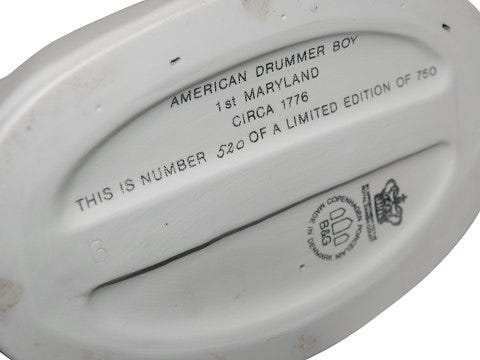 AMERICAN DRUMMER BOY
1st MARYLAND
CIRCA 1776
THIS IS NUMBER 520 OF A LIMITED EDITION OF 750
B
COPENHAGEN PORCELAIN
MADE IN DENMARK
B&G